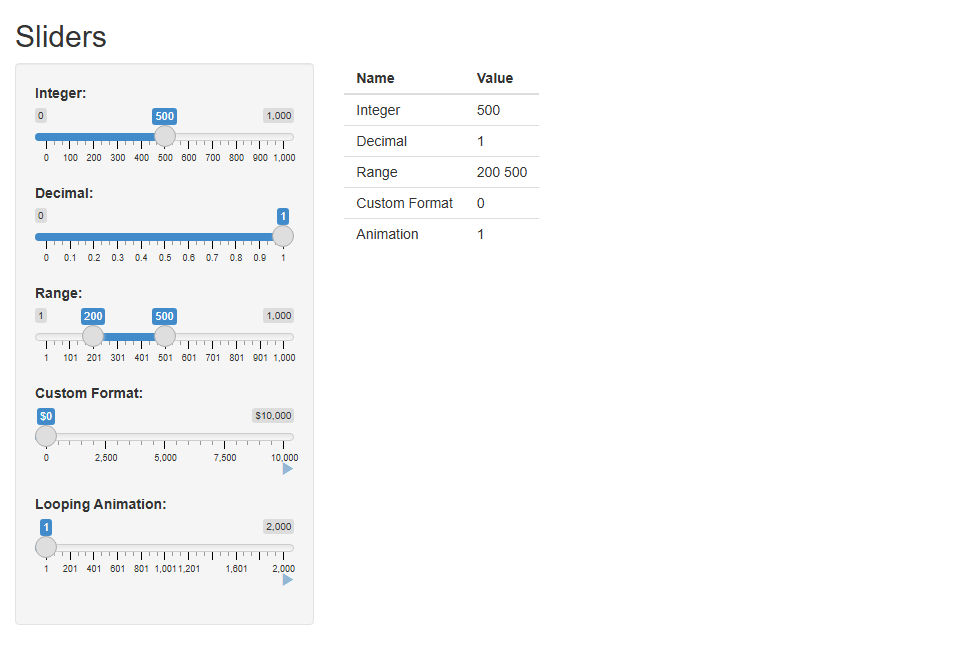 Sliders
Integer:
0 500 1,000
0 100 200 300 400 500 600 700 800 900 1,000
Decimal:
0 1
0 0.1 0.2 0.3 0.4 0.5 0.6 0.7 0.8 0.9 1
Range:
1 200 500 1,000
1 101 201 301 401 501 601 701 801 901 1,000
Custom Format:
$0 $10,000
0 2,500 5,000 7,500 10,000
Looping Animation:
1 2,000
1 201 401 601 801 1,001 1,201 1,601 2,000
Name Value
Integer 500
Decimal 1
Range 200 500
Custom Format 0
Animation 1